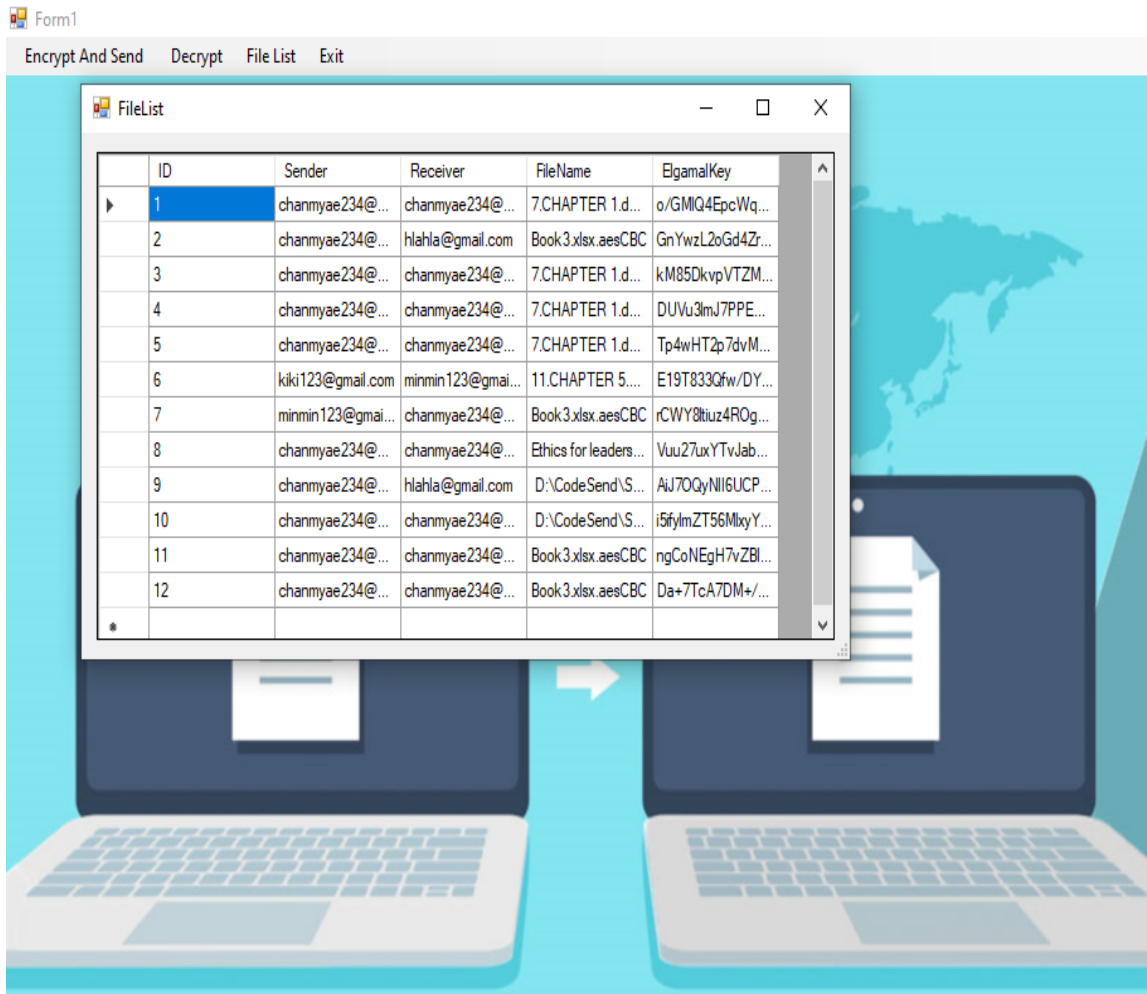 Form1
Encrypt And Send Decrypt File List Exit
FileList
ID Sender Receiver FileName ElgamalKey
1 chanmyae234@... chanmyae234@... 7.CHAPTER 1.d... o/GMIQ4EpcWq...
2 chanmyae234@... hlahla@gmail.com Book3.xlsx.aesCBC GnYwzL2oGd4Zr...
3 chanmyae234@... chanmyae234@... 7.CHAPTER 1.d... kM85DkvpVTZM...
4 chanmyae234@... chanmyae234@... 7.CHAPTER 1.d... DUVu3lmJ7PPE...
5 chanmyae234@... chanmyae234@... 7.CHAPTER 1.d... Tp4wHT2p7dvM...
6 kiki123@gmail.com minmin123@gmai... 11.CHAPTER 5.... E19T833Qfw/DY...
7 minmin123@gmai... chanmyae234@... Book3.xlsx.aesCBC rCWY8ltiuz4ROg...
8 chanmyae234@... chanmyae234@... Ethics for leaders... Vuu27uxYTvJab...
9 chanmyae234@... hlahla@gmail.com D:\CodeSend\S... AiJ7OQyNII6UCP...
10 chanmyae234@... chanmyae234@... D:\CodeSend\S... i5fylmZT56MlxyY...
11 chanmyae234@... chanmyae234@... Book3.xlsx.aesCBC ngCoNEgH7vZBl...
12 chanmyae234@... chanmyae234@... Book3.xlsx.aesCBC Da+7TcA7DM+/...